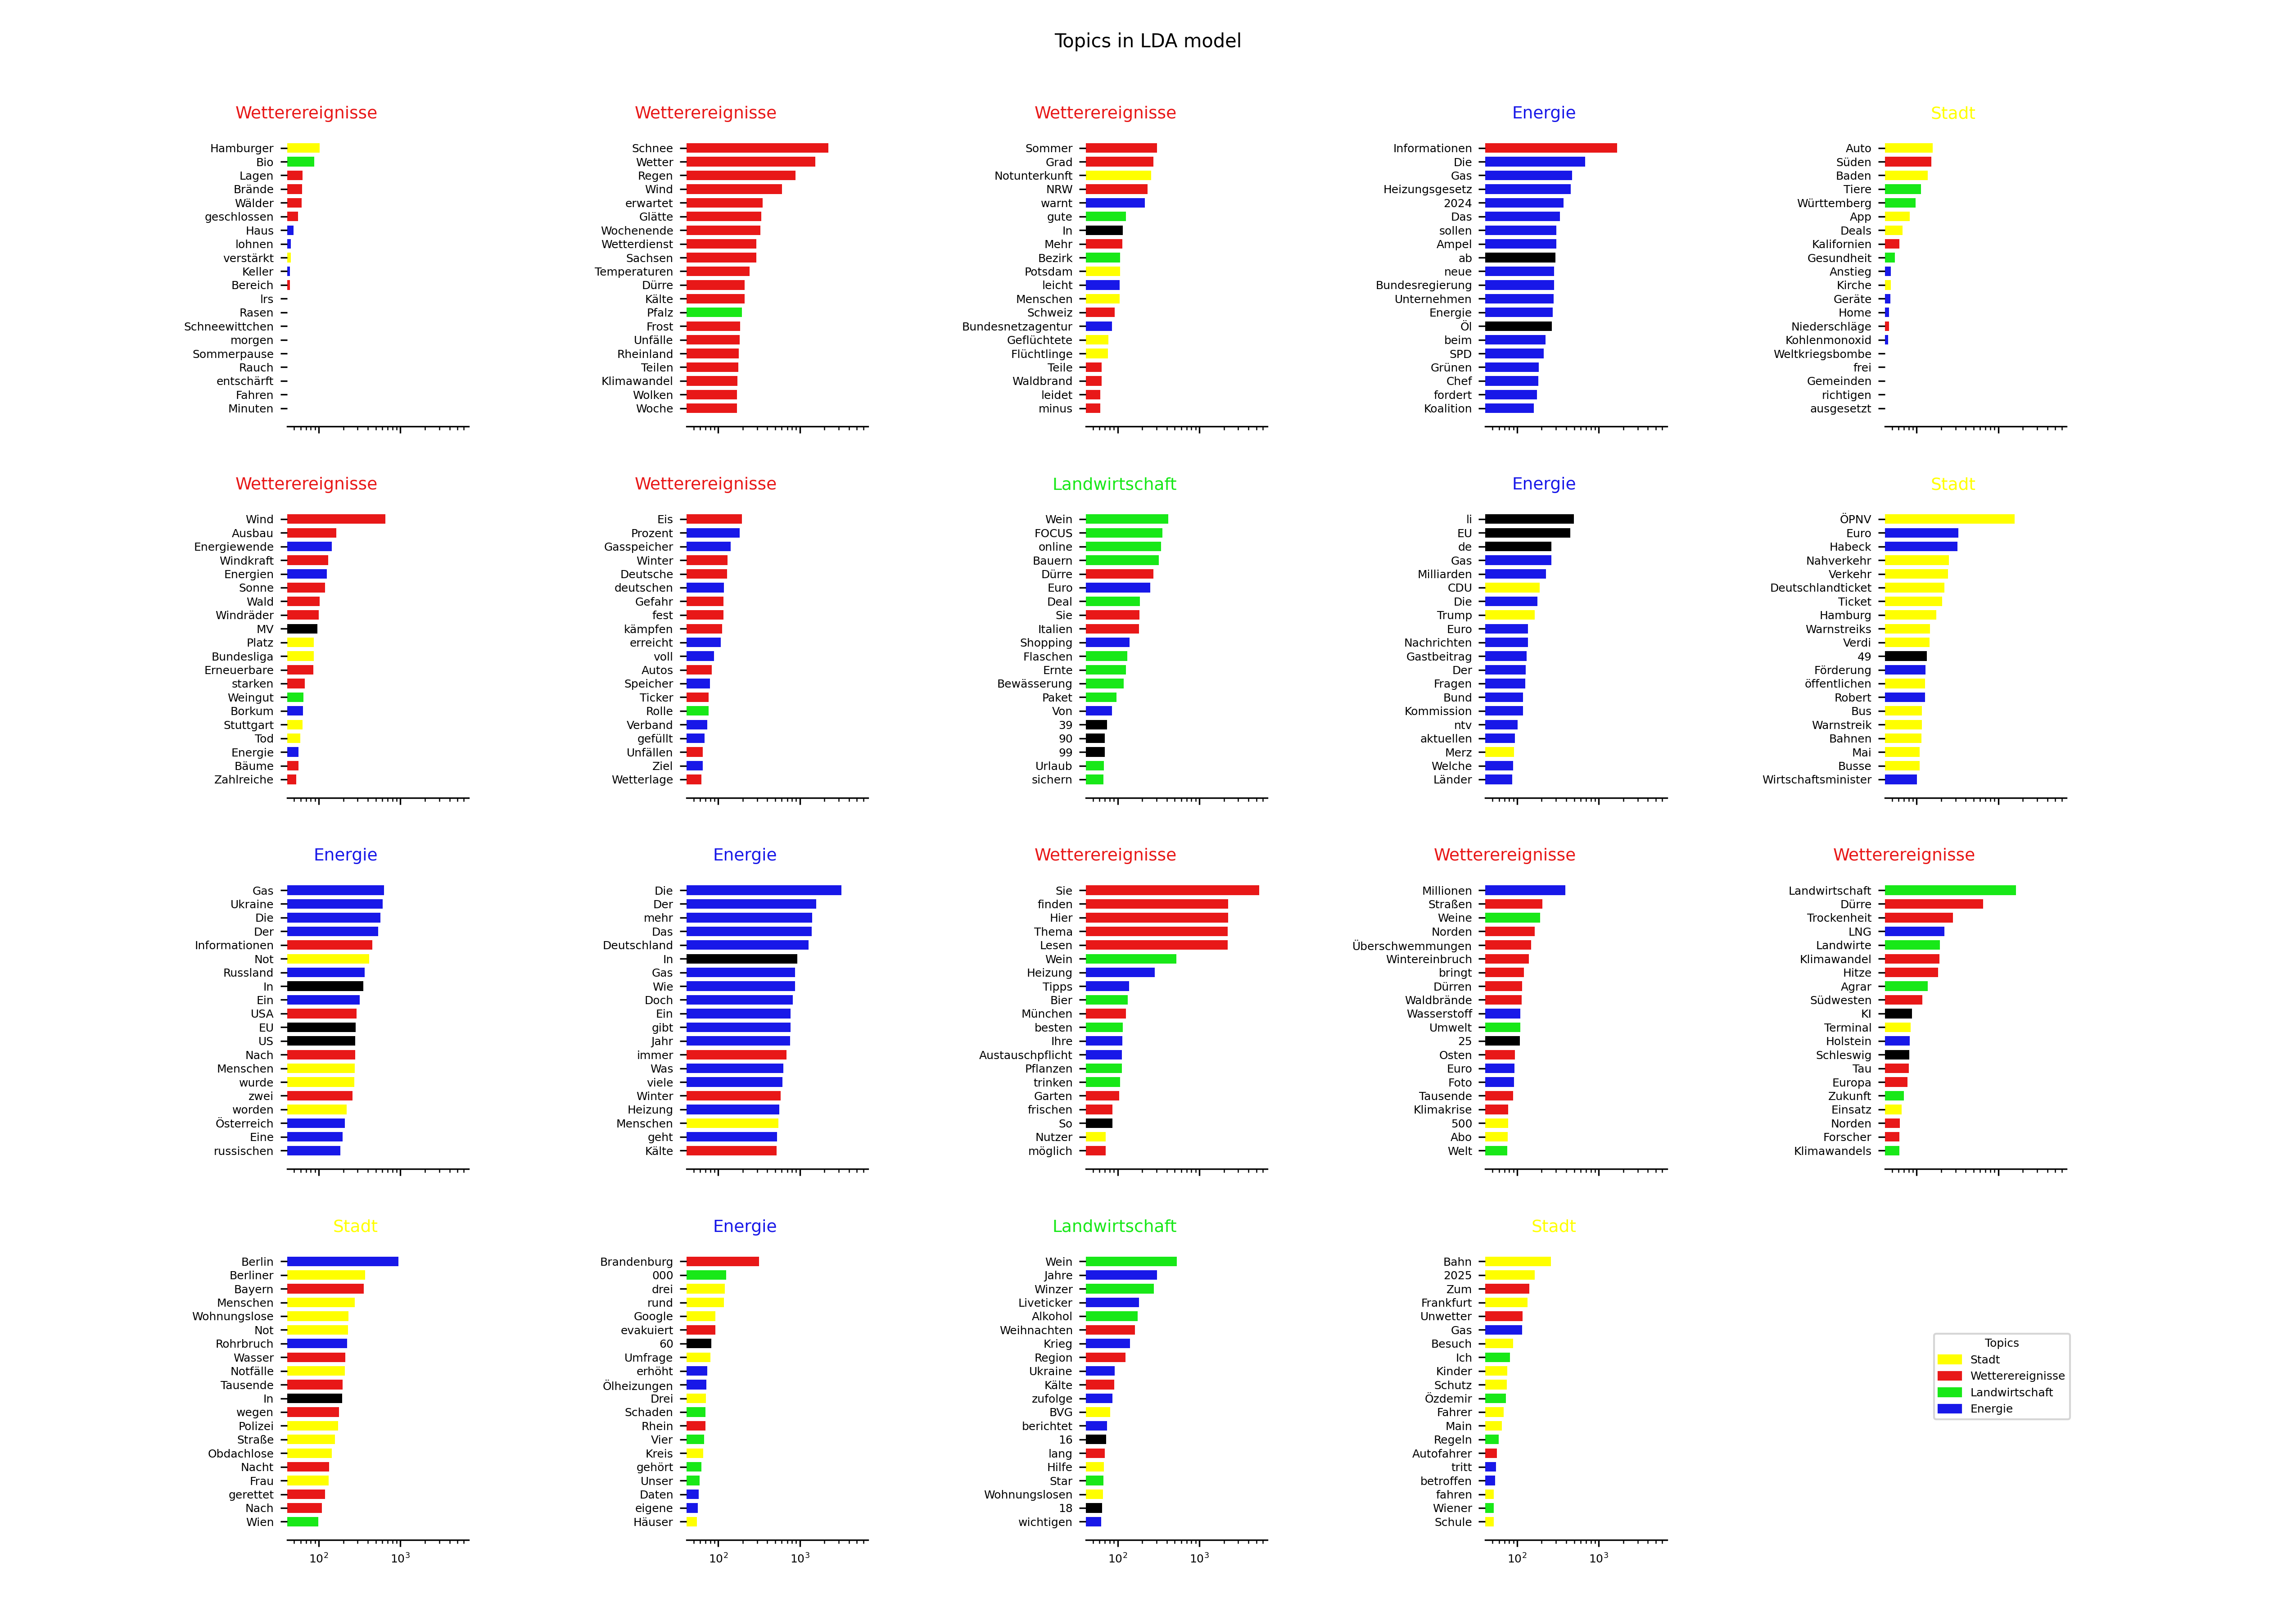 Topics in LDA model
Wetterereignisse
Hamburger
Bio
Lagen
Brände
Wälder
geschlossen
Haus
lohnen
verstärkt
Keller
Bereich
lrs
Rasen
Schneewittchen
morgen
Sommerpause
Rauch
entschärft
Fahren
Minuten
Wetterereignisse
Schnee
Wetter
Regen
Wind
erwartet
Glätte
Wochenende
Wetterdienst
Sachsen
Temperaturen
Dürre
Kälte
Pfalz
Frost
Unfälle
Rheinland
Teilen
Klimawandel
Wolken
Woche
Wetterereignisse
Sommer
Grad
Notunterkunft
NRW
warnt
gute
In
Mehr
Bezirk
Potsdam
leicht
Menschen
Schweiz
Bundesnetzagentur
Geflüchtete
Flüchtlinge
Teile
Waldbrand
leidet
minus
Energie
Informationen
Die
Gas
Heizungsgesetz
2024
Das
sollen
Ampel
ab
neue
Bundesregierung
Unternehmen
Energie
Öl
beim
SPD
Grünen
Chef
fordert
Koalition
Stadt
Auto
Süden
Baden
Tiere
Württemberg
App
Deals
Kalifornien
Gesundheit
Anstieg
Kirche
Geräte
Home
Niederschläge
Kohlenmonoxid
Weltkriegsbombe
frei
Gemeinden
richtigen
ausgesetzt
Wetterereignisse
Wind
Ausbau
Energiewende
Windkraft
Energien
Sonne
Wald
Windräder
MV
Platz
Bundesliga
Erneuerbare
starken
Weingut
Borkum
Stuttgart
Tod
Energie
Bäume
Zahlreiche
Wetterereignisse
Eis
Prozent
Gasspeicher
Winter
Deutsche
deutschen
Gefahr
fest
kämpfen
erreicht
voll
Autos
Speicher
Ticker
Rolle
Verband
gefüllt
Unfällen
Ziel
Wetterlage
Landwirtschaft
Wein
FOCUS
online
Bauern
Dürre
Euro
Deal
Sie
Italien
Shopping
Flaschen
Ernte
Bewässerung
Paket
Von
39
90
99
Urlaub
sichern
Energie
li
EU
de
Gas
Milliarden
CDU
Die
Trump
Euro
Nachrichten
Gastbeitrag
Der
Fragen
Bund
Kommission
ntv
aktuellen
Merz
Welche
Länder
Stadt
ÖPNV
Euro
Habeck
Nahverkehr
Verkehr
Deutschlandticket
Ticket
Hamburg
Warnstreiks
Verdi
49
Förderung
öffentlichen
Robert
Bus
Warnstreik
Bahnen
Mai
Busse
Wirtschaftsminister
Energie
Gas
Ukraine
Die
Der
Informationen
Not
Russland
In
Ein
USA
EU
US
Nach
Menschen
wurde
zwei
worden
Österreich
Eine
russischen
Energie
Die
Der
mehr
Das
Deutschland
In
Gas
Wie
Doch
Ein
gibt
Jahr
immer
Was
viele
Winter
Heizung
Menschen
geht
Kälte
Wetterereignisse
Sie
finden
Hier
Thema
Lesen
Wein
Heizung
Tipps
Bier
München
besten
Ihre
Austauschpflicht
Pflanzen
trinken
Garten
frischen
So
Nutzer
möglich
Wetterereignisse
Millionen
Straßen
Weine
Norden
Überschwemmungen
Wintereinbruch
bringt
Dürren
Waldbrände
Wasserstoff
Umwelt
25
Osten
Euro
Foto
Tausende
Klimakrise
500
Abo
Welt
Wetterereignisse
Landwirtschaft
Dürre
Trockenheit
LNG
Landwirte
Klimawandel
Hitze
Agrar
Südwesten
KI
Terminal
Holstein
Schleswig
Tau
Europa
Zukunft
Einsatz
Norden
Forscher
Klimawandels
Stadt
Berlin
Berliner
Bayern
Menschen
Wohnungslose
Not
Rohrbruch
Wasser
Notfälle
Tausende
In
wegen
Polizei
Straße
Obdachlose
Nacht
Frau
gerettet
Nach
Wien
10²
10³
Energie
Brandenburg
000
drei
rund
Google
evakuiert
60
Umfrage
erhöht
Ölheizungen
Drei
Schaden
Rhein
Vier
Kreis
gehört
Unser
Daten
eigene
Häuser
10²
10³
Landwirtschaft
Wein
Jahre
Winzer
Liveticker
Alkohol
Weihnachten
Krieg
Region
Ukraine
Kälte
zufolge
BVG
berichtet
16
lang
Hilfe
Star
Wohnungslosen
18
wichtigen
10²
10³
Stadt
Bahn
2025
Zum
Frankfurt
Unwetter
Gas
Besuch
Ich
Kinder
Schutz
Özdemir
Fahrer
Main
Regeln
Autofahrer
tritt
betroffen
fahren
Wiener
Schule
10²
10³
Topics
Stadt
Wetterereignisse
Landwirtschaft
Energie